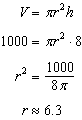 V = πr²h
1000 = πr² · 8
r² = 1000/8π
r ≈ 6.3